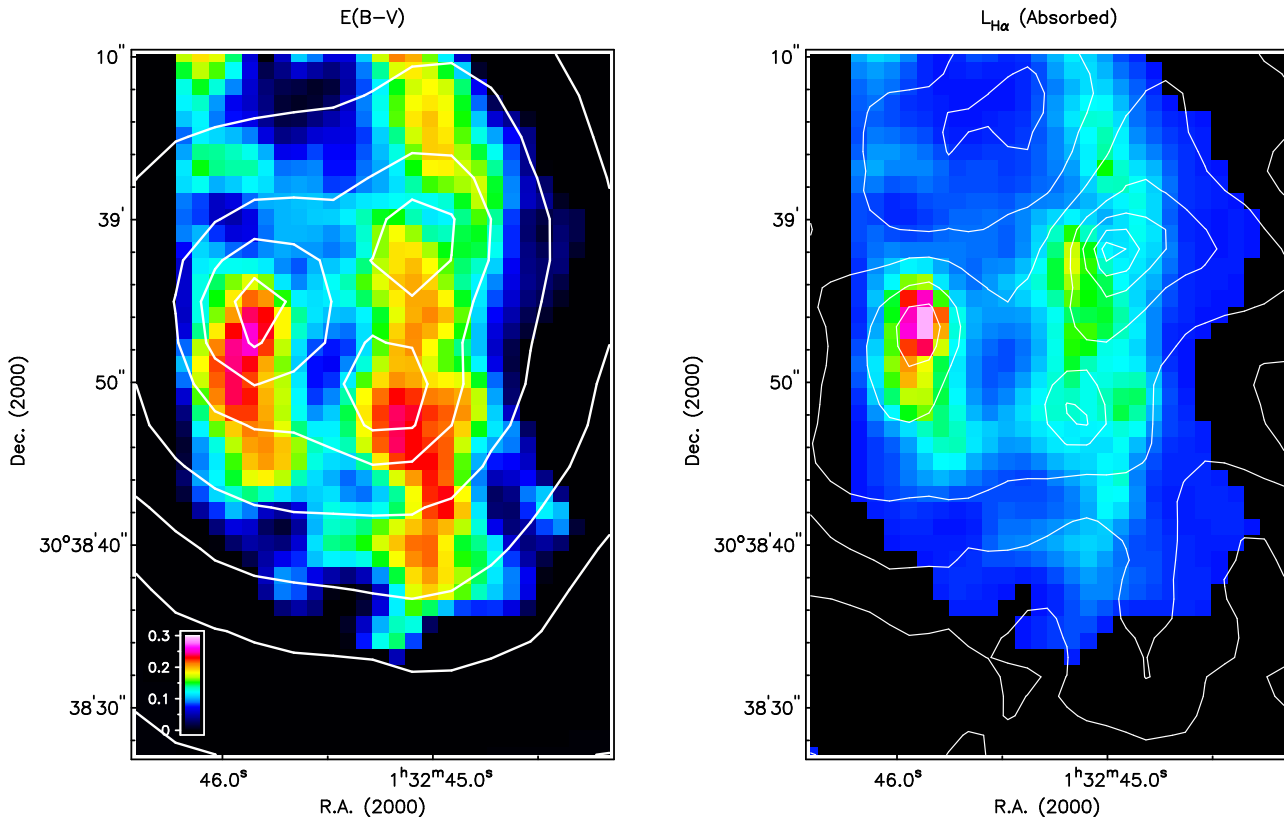 E(B−V)
10"
39'
50"
30°38'40"
38'30"
Dec. (2000)
0.3
0.2
0.1
0
46.0ˢ
1ʰ32ᵐ45.0ˢ
R.A. (2000)
L_Hα (Absorbed)
10"
39'
50"
30°38'40"
38'30"
Dec. (2000)
46.0ˢ
1ʰ32ᵐ45.0ˢ
R.A. (2000)